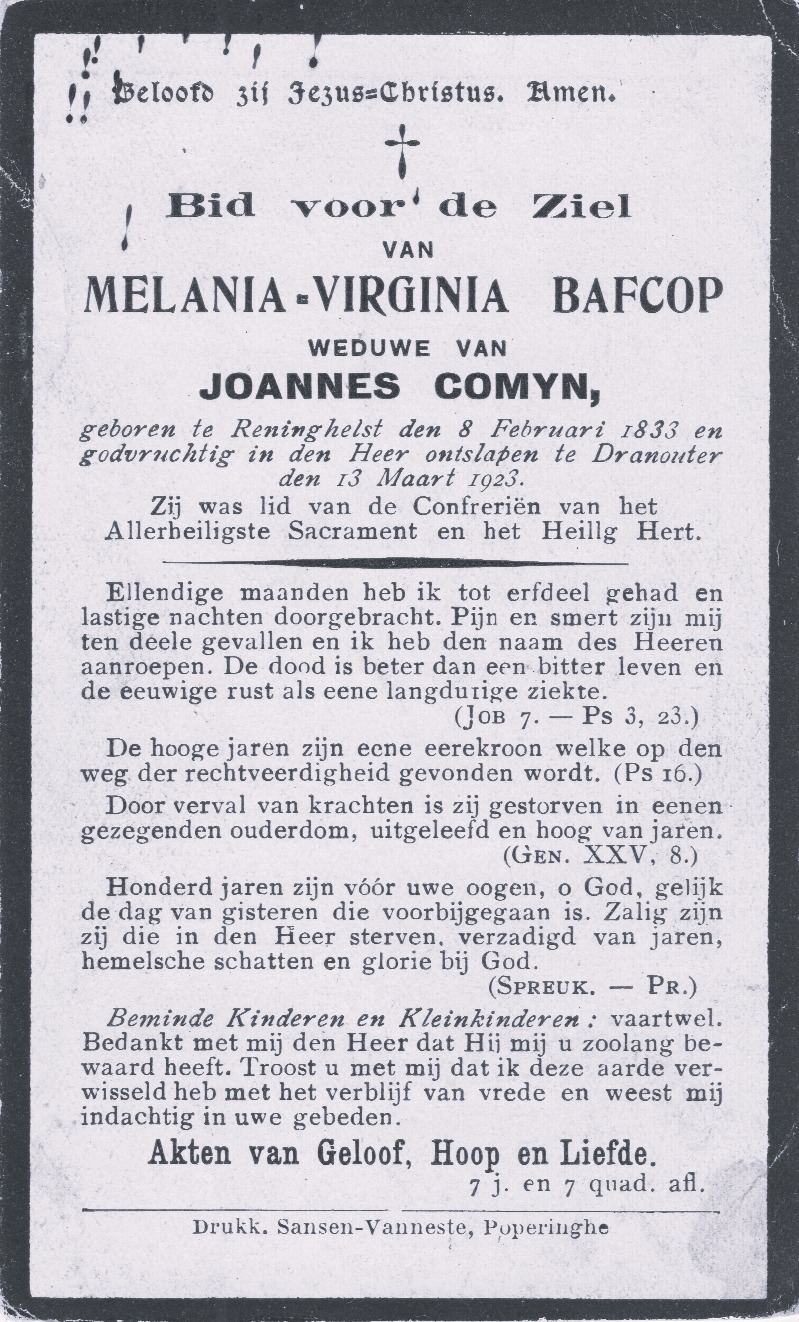 Geloofd zij Jezus=Christus. Amen.
Bid voor de Ziel
VAN
MELANIA-VIRGINIA BAFCOP
WEDUWE VAN
JOANNES COMYN,
geboren te Reninghelst den 8 Februari 1833 en
godvruchtig in den Heer ontslapen te Dranouter
den 13 Maart 1923.
Zij was lid van de Confreriën van het
Allerheiligste Sacrament en het Heillg Hert.
Ellendige maanden heb ik tot erfdeel gehad en
lastige nachten doorgebracht. Pijn en smert zijn mij
ten deele gevallen en ik heb den naam des Heeren
aanroepen. De dood is beter dan een bitter leven en
de eeuwige rust als eene langdurige ziekte.
(JOB 7. — Ps 3, 23.)
De hooge jaren zijn eene eerekroon welke op den
weg der rechtveerdigheid gevonden wordt. (Ps 16.)
Door verval van krachten is zij gestorven in eenen
gezegenden ouderdom, uitgeleefd en hoog van jaren.
(GEN. XXV, 8.)
Honderd jaren zijn vóór uwe oogen, o God, gelijk
de dag van gisteren die voorbijgegaan is. Zalig zijn
zij die in den Heer sterven, verzadigd van jaren,
hemelsche schatten en glorie bij God.
(SPREUK. — PR.)
Beminde Kinderen en Kleinkinderen : vaartwel.
Bedankt met mij den Heer dat Hij mij u zoolang be-
waard heeft. Troost u met mij dat ik deze aarde ver-
wisseld heb met het verblijf van vrede en weest mij
indachtig in uwe gebeden.
Akten van Geloof, Hoop en Liefde.
7 j. en 7 quad. afl.
Drukk. Sansen-Vanneste, Poperinghe